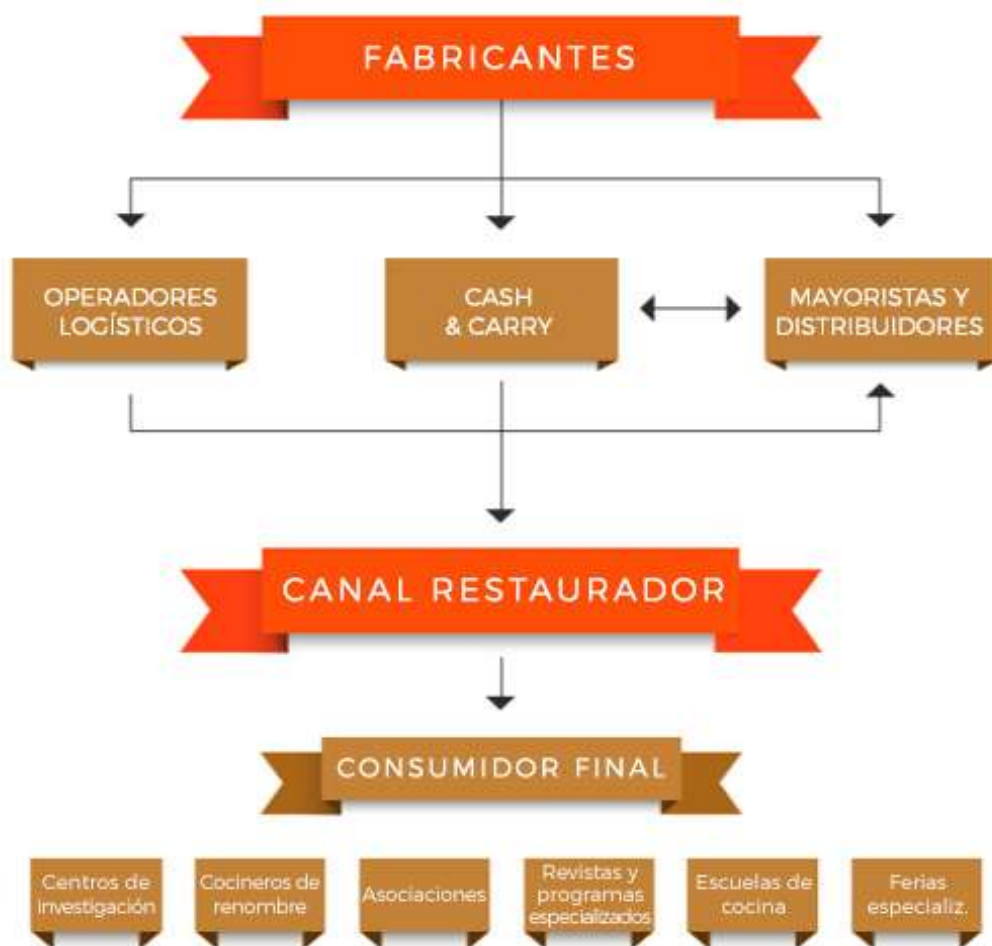 FABRICANTES
OPERADORES
LOGÍSTICOS
CASH
& CARRY
MAYORISTAS Y
DISTRIBUIDORES
CANAL RESTAURADOR
CONSUMIDOR FINAL
Centros de
investigación
Cocineros de
renombre
Asociaciones
Revistas y
programas
especializados
Escuelas de
cocina
Ferias
especializ.